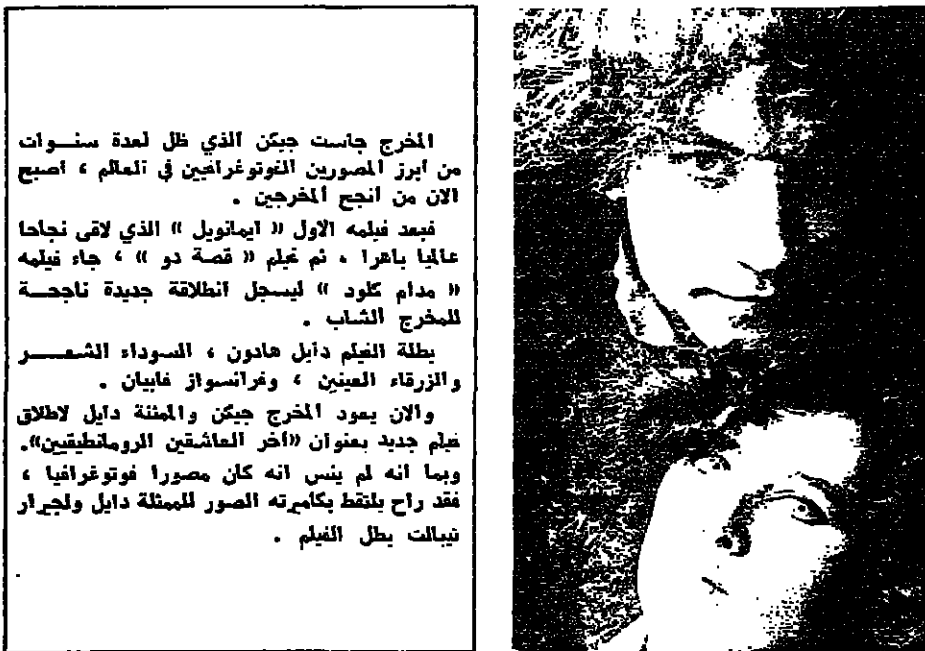 المخرج جاست جيكن الذي ظل لعدة سنوات
من ابرز المصورين الفوتوغرافيين في العالم ، اصبح
الان من انجح المخرجين .
فبعد فيلمه الاول « ايمانويل » الذي لاقى نجاحا
عاليا باهرا ، ثم فيلم « قصة دو » ، جاء فيلمه
« مدام كلود » ليسجل انطلاقة جديدة ناجحة
للمخرج الشاب .
بطلة الفيلم دايل هادون ، السوداء الشعر
والزرقاء العينين ، وفرانسواز فابيان .
والان يعود المخرج جيكن والممثلة دايل لاطلاق
فيلم جديد بعنوان «اخر العاشقين الرومانطيقيين».
وبما انه لم ينس انه كان مصورا فوتوغرافيا ،
فقد راح يلتقط بكاميرته الصور للممثلة دايل ولجيرار
تيبالت بطل الفيلم .